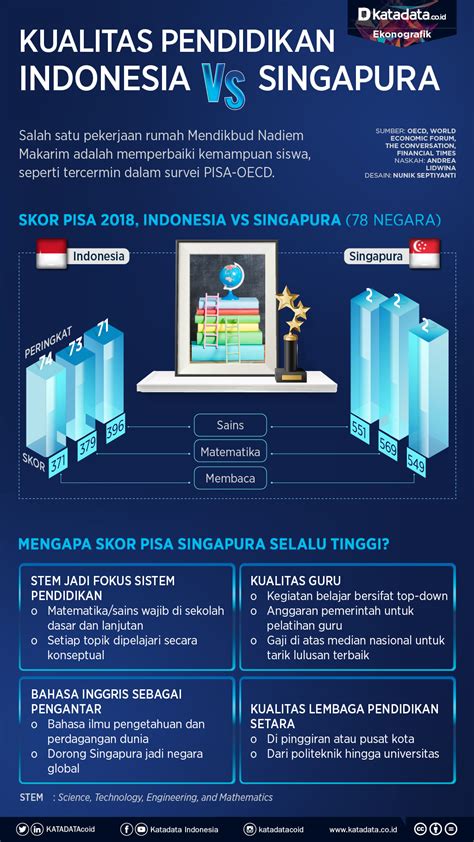 Dkatadata.co.id
Ekonografik
KUALITAS PENDIDIKAN
INDONESIA VS SINGAPURA
Salah satu pekerjaan rumah Mendikbud Nadiem
Makarim adalah memperbaiki kemampuan siswa,
seperti tercermin dalam survei PISA-OECD.
SUMBER: OECD, WORLD
ECONOMIC FORUM,
THE CONVERSATION,
FINANCIAL TIMES
NASKAH: ANDREA
LIDWINA
DESAIN: NUNIK SEPTIYANTI
SKOR PISA 2018, INDONESIA VS SINGAPURA (78 NEGARA)
Indonesia
Singapura
PERINGKAT
74 73 71
2 2 2
SKOR
371 379 396
551 569 549
Sains
Matematika
Membaca
MENGAPA SKOR PISA SINGAPURA SELALU TINGGI?
STEM JADI FOKUS SISTEM
PENDIDIKAN
o Matematika/sains wajib di sekolah
dasar dan lanjutan
o Setiap topik dipelajari secara
konseptual
KUALITAS GURU
o Kegiatan belajar bersifat top-down
o Anggaran pemerintah untuk
pelatihan guru
o Gaji di atas median nasional untuk
tarik lulusan terbaik
BAHASA INGGRIS SEBAGAI
PENGANTAR
o Bahasa ilmu pengetahuan dan
perdagangan dunia
o Dorong Singapura jadi negara
global
KUALITAS LEMBAGA PENDIDIKAN
SETARA
o Di pinggiran atau pusat kota
o Dari politeknik hingga universitas
STEM : Science, Technology, Engineering, and Mathematics
KATADATAcoid
Katadata Indonesia
katadatacoid
www.katadata.co.id